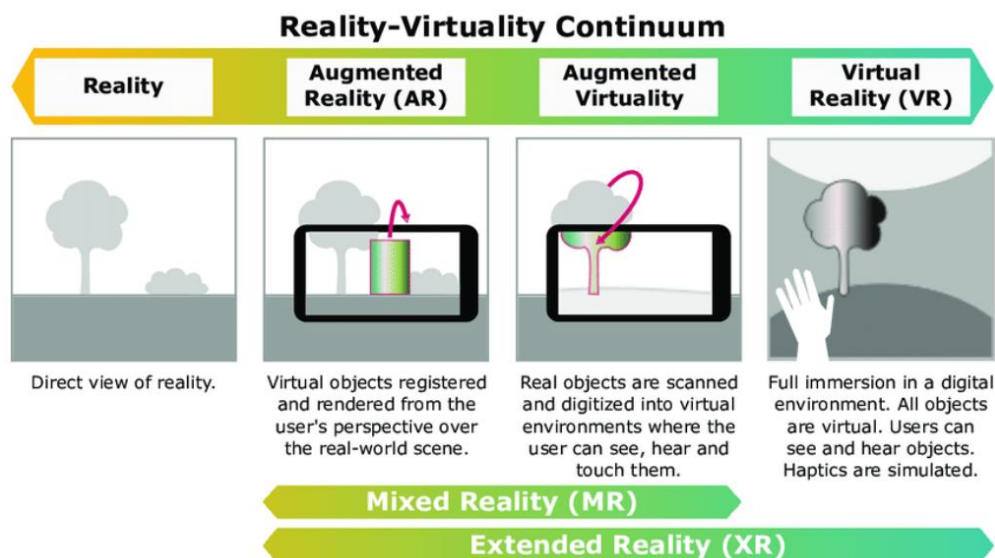 Reality-Virtuality Continuum
Reality
Augmented
Reality (AR)
Augmented
Virtuality
Virtual
Reality (VR)
Direct view of reality.
Virtual objects registered
and rendered from the
user's perspective over
the real-world scene.
Real objects are scanned
and digitized into virtual
environments where the
user can see, hear and
touch them.
Full immersion in a digital
environment. All objects
are virtual. Users can
see and hear objects.
Haptics are simulated.
Mixed Reality (MR)
Extended Reality (XR)